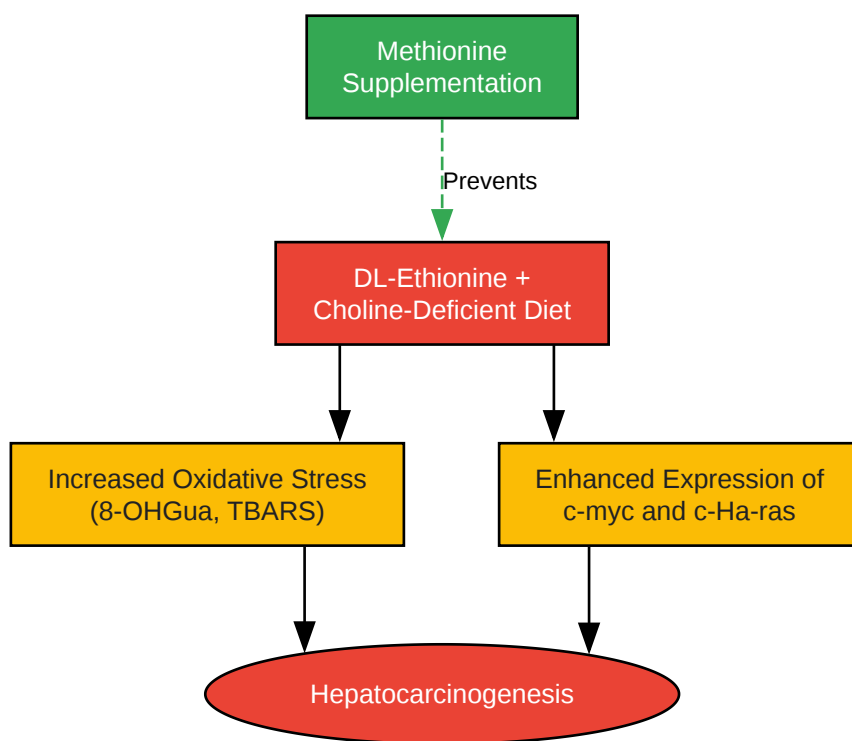 Methionine
Supplementation
Prevents
DL-Ethionine +
Choline-Deficient Diet
Increased Oxidative Stress
(8-OHGua, TBARS)
Enhanced Expression of
c-myc and c-Ha-ras
Hepatocarcinogenesis